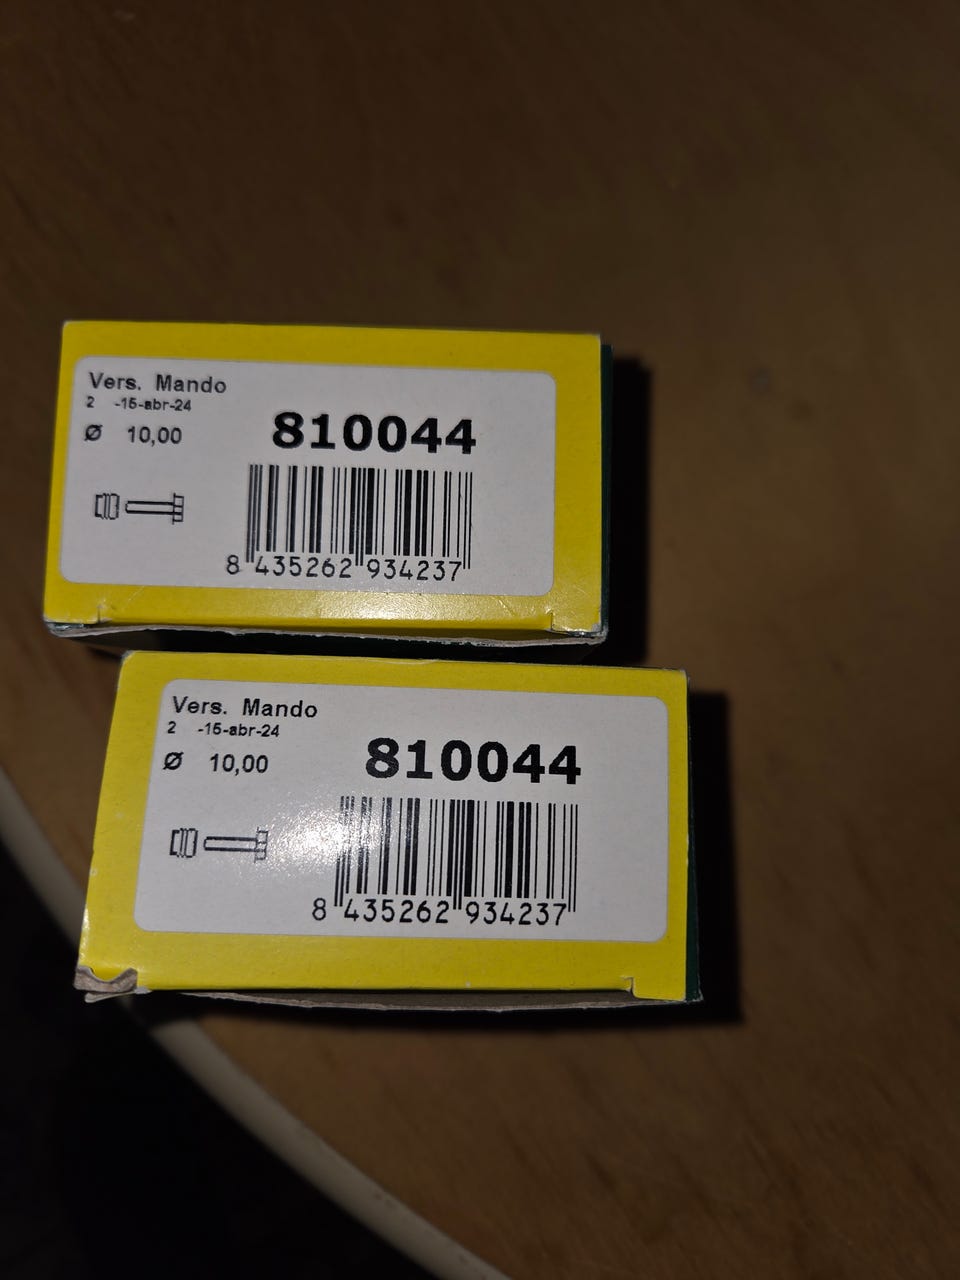 Vers. Mando
2 -15-abr-24
Ø 10,00
810044
8 435262 934237
Vers. Mando
2 -15-abr-24
Ø 10,00
810044
8 435262 934237